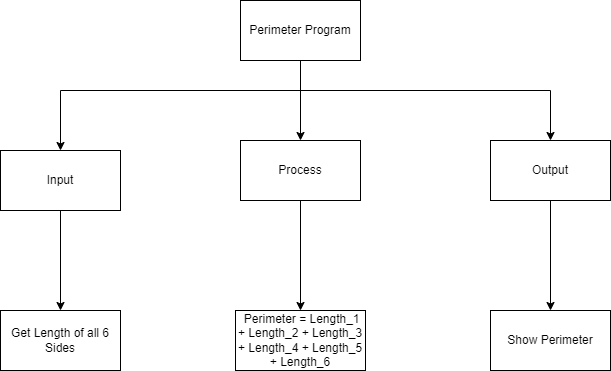 Perimeter Program
Input
Process
Output
Get Length of all 6
Sides
Perimeter = Length_1
+ Length_2 + Length_3
+ Length_4 + Length_5
+ Length_6
Show Perimeter